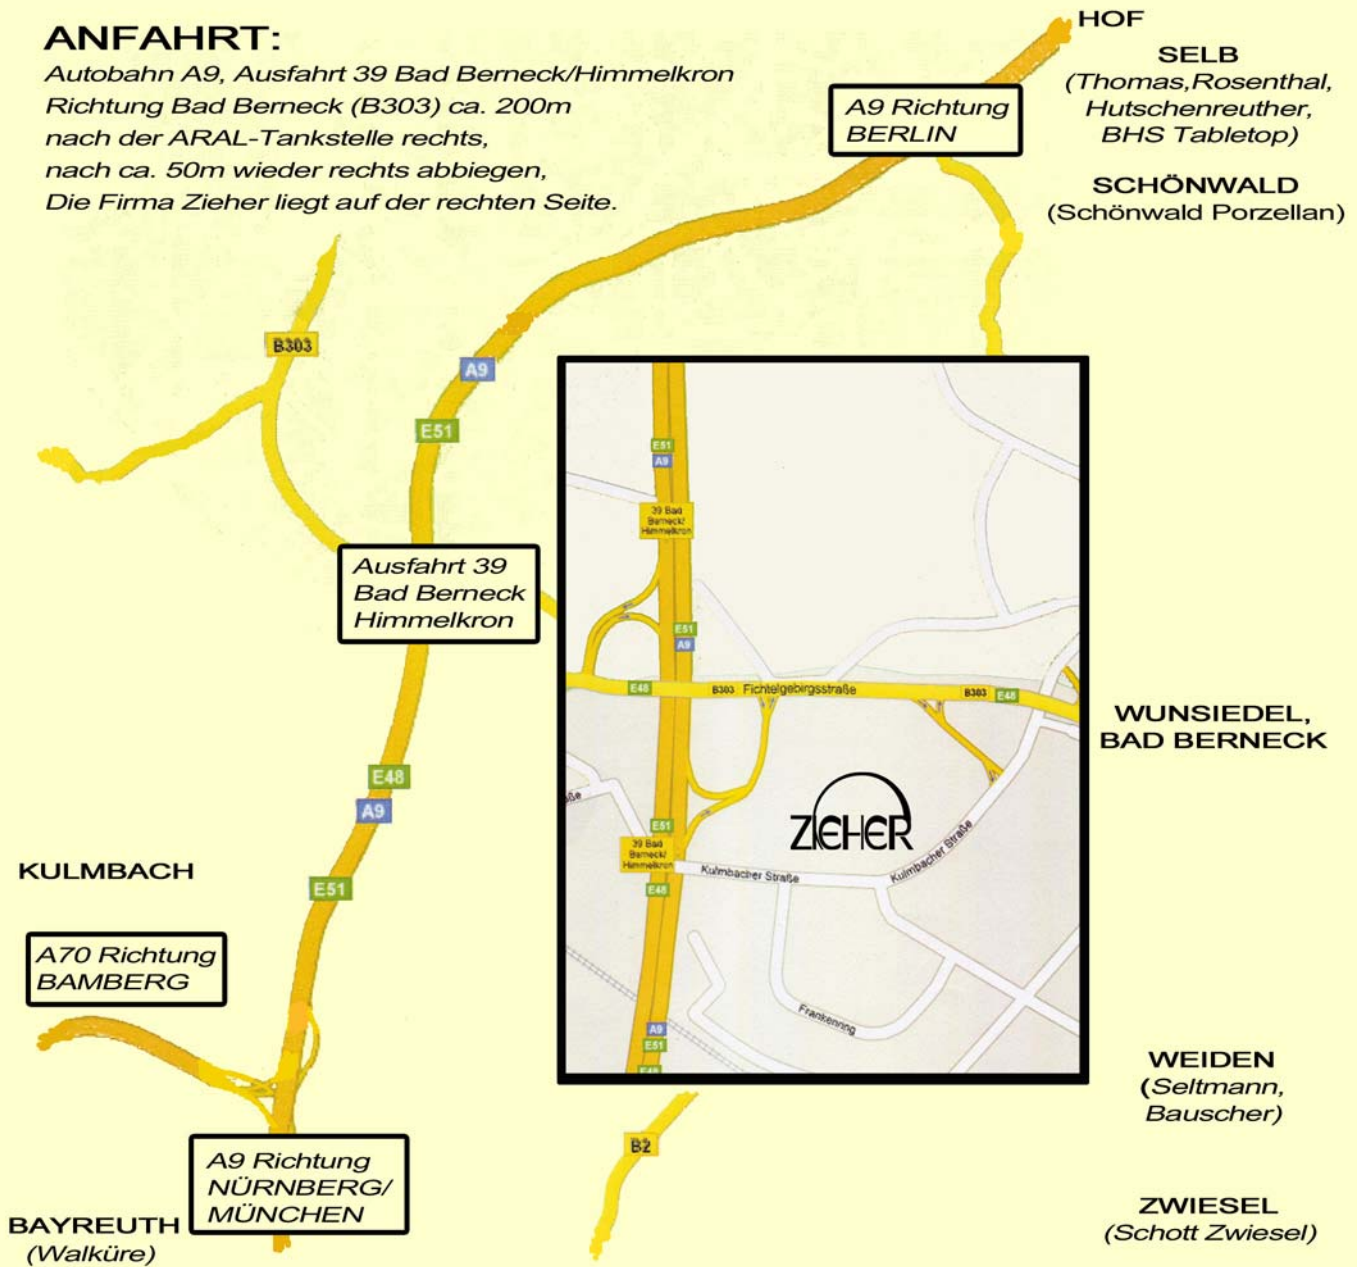 ANFAHRT:
Autobahn A9, Ausfahrt 39 Bad Berneck/Himmelkron
Richtung Bad Berneck (B303) ca. 200m
nach der ARAL-Tankstelle rechts,
nach ca. 50m wieder rechts abbiegen,
Die Firma Zieher liegt auf der rechten Seite.
HOF
SELB
(Thomas,Rosenthal,
Hutschenreuther,
BHS Tabletop)
A9 Richtung
BERLIN
SCHÖNWALD
(Schönwald Porzellan)
B303
A9
E51
Ausfahrt 39
Bad Berneck
Himmelkron
E48
A9
E51
KULMBACH
A70 Richtung
BAMBERG
A9 Richtung
NÜRNBERG/
MÜNCHEN
BAYREUTH
(Walküre)
E51
A9
39 Bad
Berneck/
Himmelkron
E51
A9
E48
B303 Fichtelgebirgsstraße
B303
E48
ZIEHER
E51
39 Bad
Berneck/
Himmelkron
E48
Kulmbacher Straße
Kulmbacher Straße
Frankenring
A9
E51
E48
WUNSIEDEL,
BAD BERNECK
B2
WEIDEN
(Seltmann,
Bauscher)
ZWIESEL
(Schott Zwiesel)